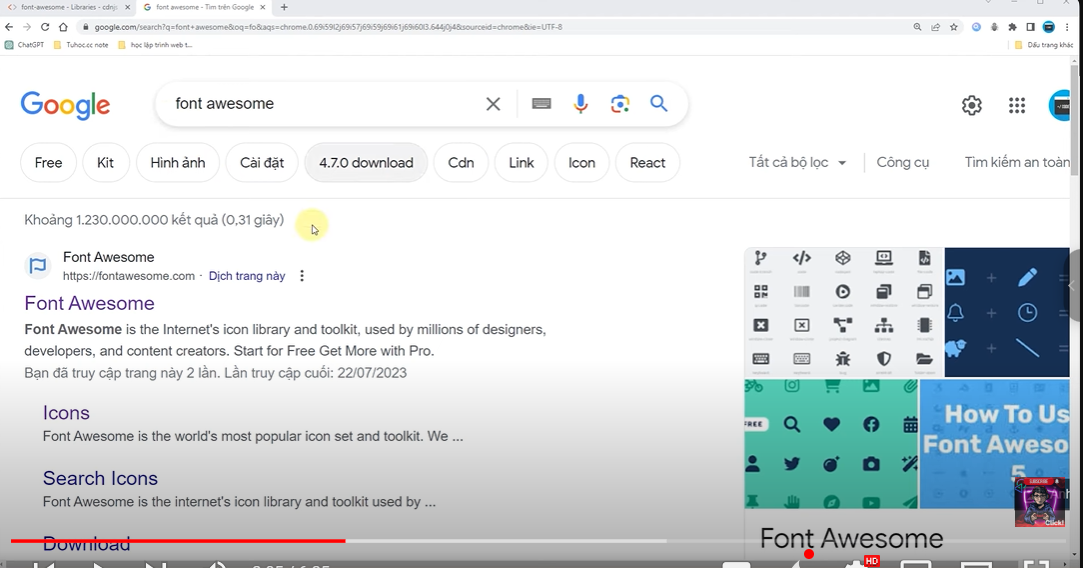 font-awesome - Libraries - cdnjs
font awesome - Tìm trên Google
google.com/search?q=font+awesome&oq=fo&aqs=chrome.0.69i59l2j69i57j69i59j69i61j69i60l3.644j0j4&sourceid=chrome&ie=UTF-8
ChatGPT
Tuhoc.cc note
học lập trình web t...
Dấu trang khác
Google
font awesome
Free
Kit
Hình ảnh
Cài đặt
4.7.0 download
Cdn
Link
Icon
React
Tất cả bộ lọc
Công cụ
Tìm kiếm an toàn
Khoảng 1.230.000.000 kết quả (0,31 giây)
Font Awesome
https://fontawesome.com · Dịch trang này
Font Awesome
Font Awesome is the Internet's icon library and toolkit, used by millions of designers,
developers, and content creators. Start for Free Get More with Pro.
Bạn đã truy cập trang này 2 lần. Lần truy cập cuối: 22/07/2023
Icons
Font Awesome is the world's most popular icon set and toolkit. We ...
Search Icons
Font Awesome is the internet's icon library and toolkit used by ...
Download
FREE
How To Us
Font Aweso
5
SUBSCRIBE
Click!
Font Awesome
HD